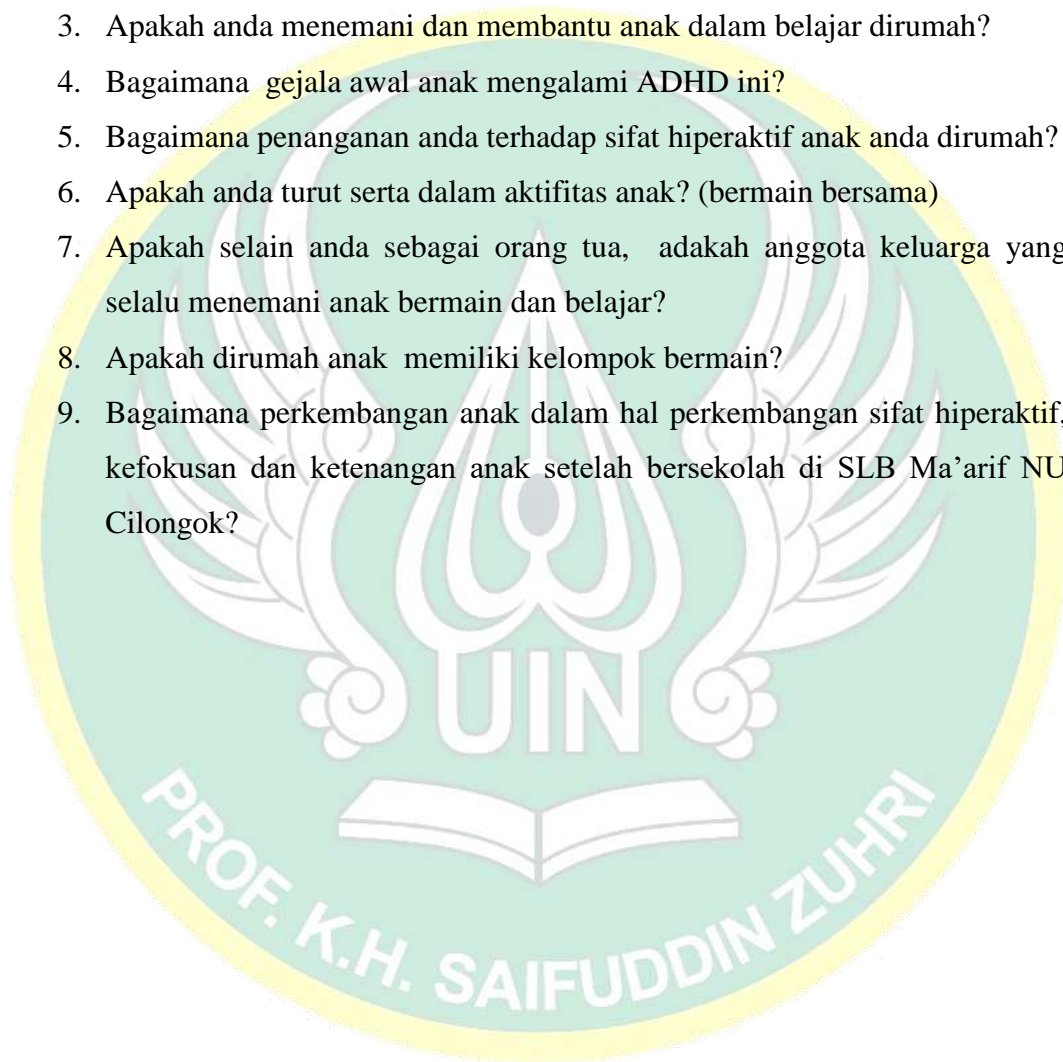 3. Apakah anda menemani dan membantu anak dalam belajar dirumah?
4. Bagaimana gejala awal anak mengalami ADHD ini?
5. Bagaimana penanganan anda terhadap sifat hiperaktif anak anda dirumah?
6. Apakah anda turut serta dalam aktifitas anak? (bermain bersama)
7. Apakah selain anda sebagai orang tua, adakah anggota keluarga yang
selalu menemani anak bermain dan belajar?
8. Apakah dirumah anak memiliki kelompok bermain?
9. Bagaimana perkembangan anak dalam hal perkembangan sifat hiperaktif,
kefokusan dan ketenangan anak setelah bersekolah di SLB Ma’arif NU
Cilongok?
UIN
PROF. K.H. SAIFUDDIN ZUHRI